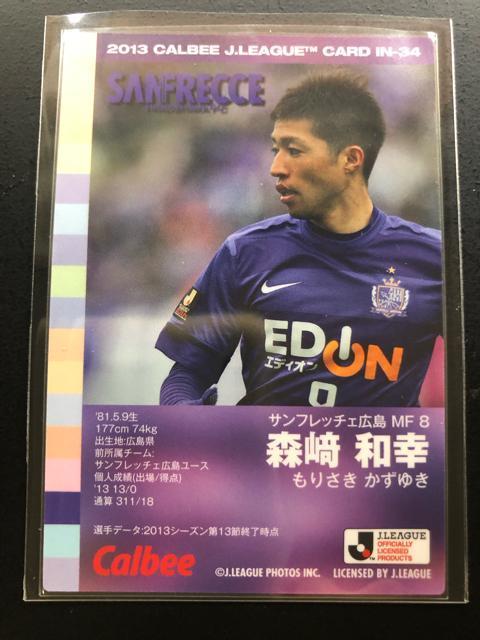 2013 CALBEE J.LEAGUE™ CARD IN-34
SANFRECCE
HIROSHIMA FC
EDION
エディオン
8
'81.5.9生
177cm 74kg
出生地:広島県
前所属チーム:
サンフレッチェ広島ユース
個人成績(出場/得点)
'13 13/0
通算 311/18
サンフレッチェ広島 MF 8
森﨑 和幸
もりさき かずゆき
選手データ:2013シーズン第13節終了時点
Calbee
©J.LEAGUE PHOTOS INC.
J.LEAGUE
OFFICIALLY
LICENSED
PRODUCTS
LICENSED BY J.LEAGUE